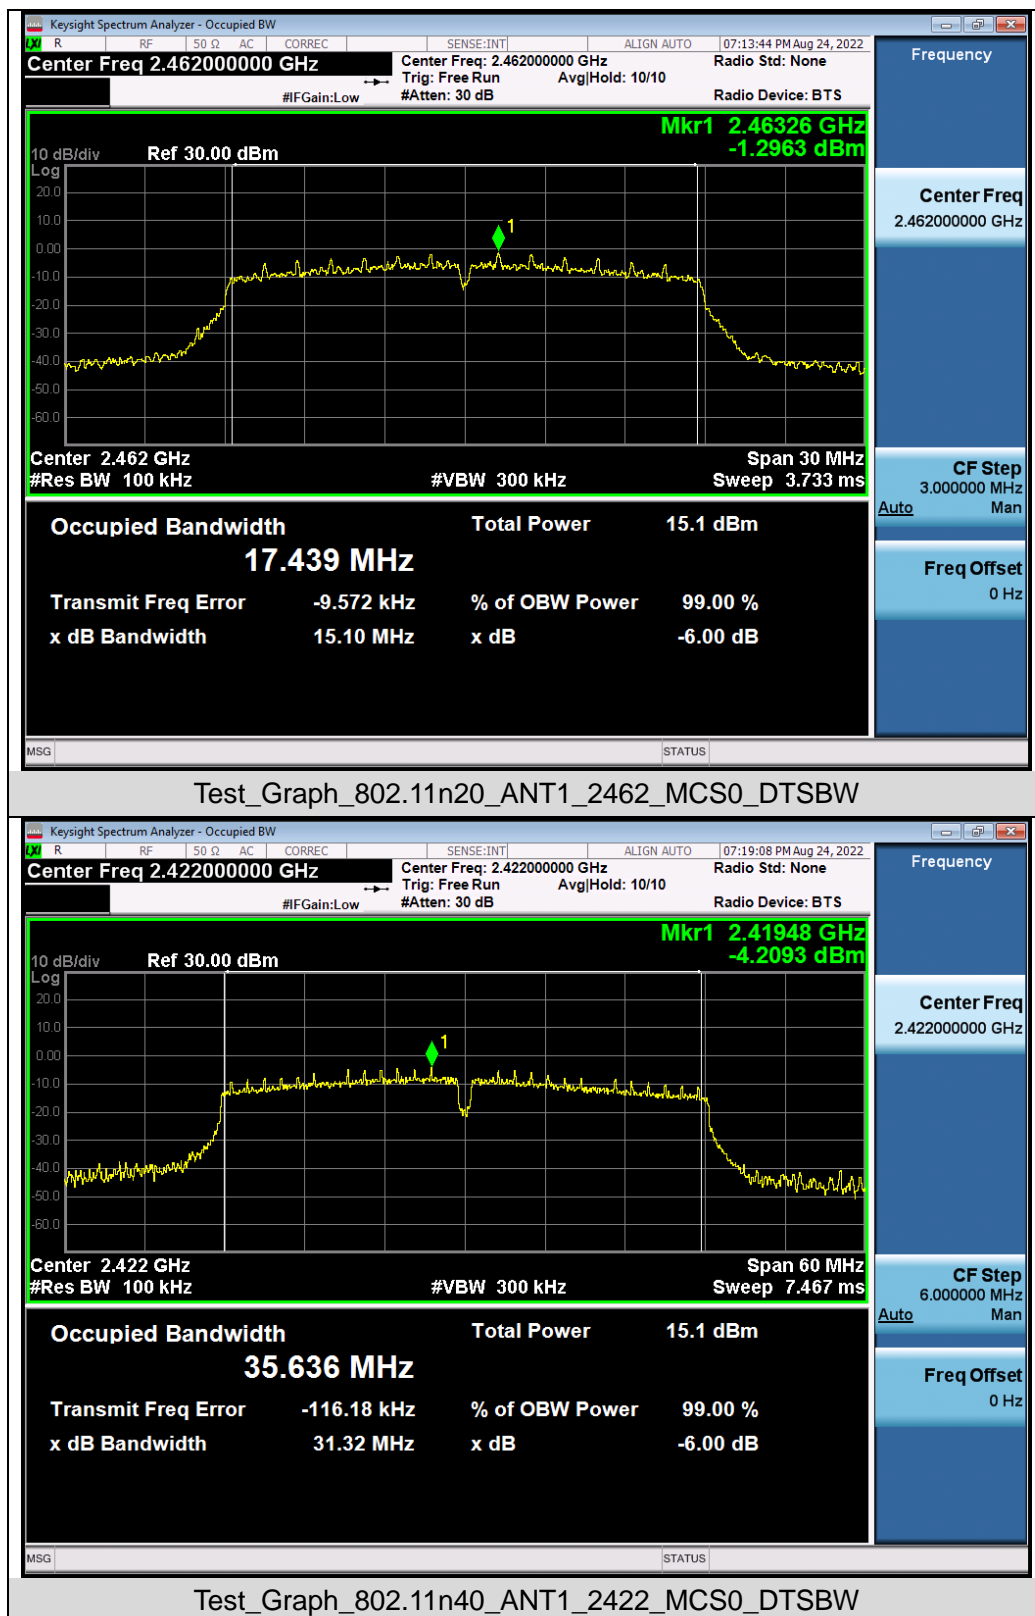 Keysight Spectrum Analyzer - Occupied BW
LXI R RF 50 Ω AC CORREC SENSE:INT ALIGN AUTO 07:13:44 PM Aug 24, 2022
Center Freq 2.462000000 GHz Center Freq: 2.462000000 GHz Radio Std: None
Trig: Free Run Avg|Hold: 10/10
#IFGain:Low #Atten: 30 dB Radio Device: BTS
Frequency
Mkr1 2.46326 GHz
-1.2963 dBm
10 dB/div Ref 30.00 dBm
Log
20.0
10.0
0.00
-10.0
-20.0
-30.0
-40.0
-50.0
-60.0
1
Center 2.462 GHz Span 30 MHz
#Res BW 100 kHz #VBW 300 kHz Sweep 3.733 ms
Center Freq
2.462000000 GHz
CF Step
3.000000 MHz
Auto Man
Freq Offset
0 Hz
Occupied Bandwidth Total Power 15.1 dBm
17.439 MHz
Transmit Freq Error -9.572 kHz % of OBW Power 99.00 %
x dB Bandwidth 15.10 MHz x dB -6.00 dB
MSG STATUS
Test_Graph_802.11n20_ANT1_2462_MCS0_DTSBW
Keysight Spectrum Analyzer - Occupied BW
LXI R RF 50 Ω AC CORREC SENSE:INT ALIGN AUTO 07:19:08 PM Aug 24, 2022
Center Freq 2.422000000 GHz Center Freq: 2.422000000 GHz Radio Std: None
Trig: Free Run Avg|Hold: 10/10
#IFGain:Low #Atten: 30 dB Radio Device: BTS
Frequency
Mkr1 2.41948 GHz
-4.2093 dBm
10 dB/div Ref 30.00 dBm
Log
20.0
10.0
0.00
-10.0
-20.0
-30.0
-40.0
-50.0
-60.0
1
Center 2.422 GHz Span 60 MHz
#Res BW 100 kHz #VBW 300 kHz Sweep 7.467 ms
Center Freq
2.422000000 GHz
CF Step
6.000000 MHz
Auto Man
Freq Offset
0 Hz
Occupied Bandwidth Total Power 15.1 dBm
35.636 MHz
Transmit Freq Error -116.18 kHz % of OBW Power 99.00 %
x dB Bandwidth 31.32 MHz x dB -6.00 dB
MSG STATUS
Test_Graph_802.11n40_ANT1_2422_MCS0_DTSBW